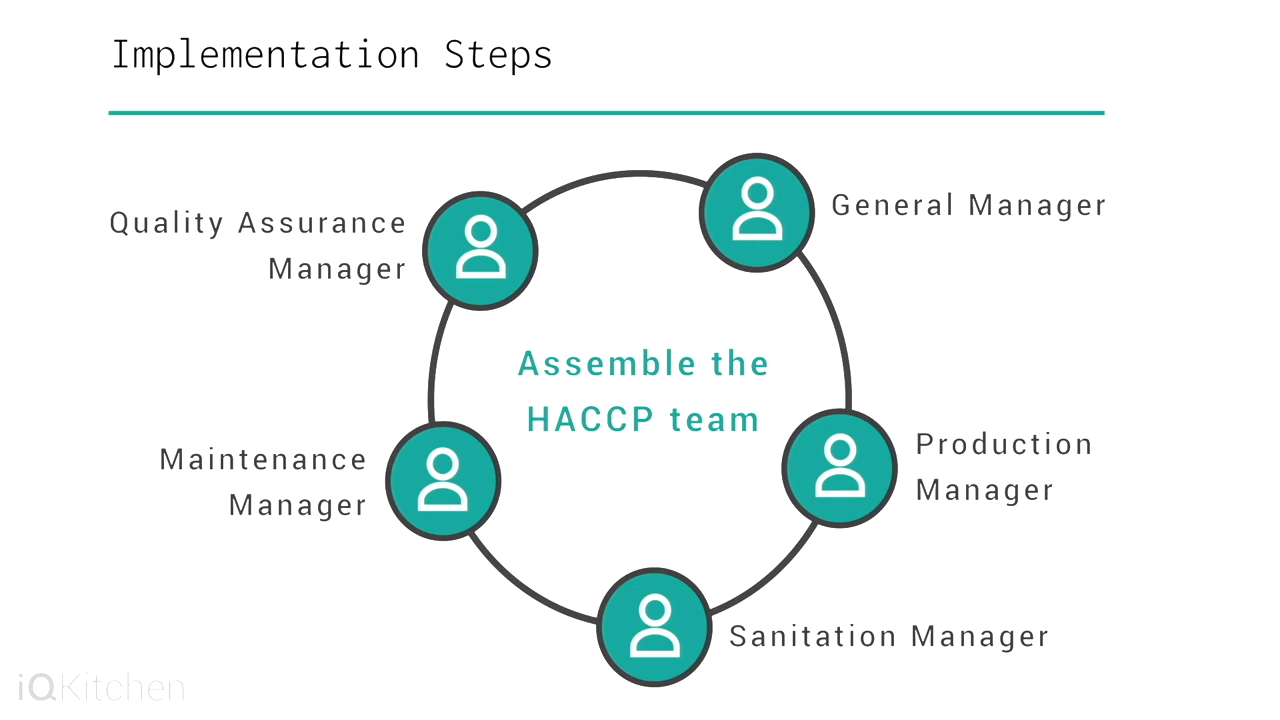 Implementation Steps
Quality Assurance
Manager
General Manager
Assemble the
HACCP team
Maintenance
Manager
Production
Manager
Sanitation Manager
iQKitchen